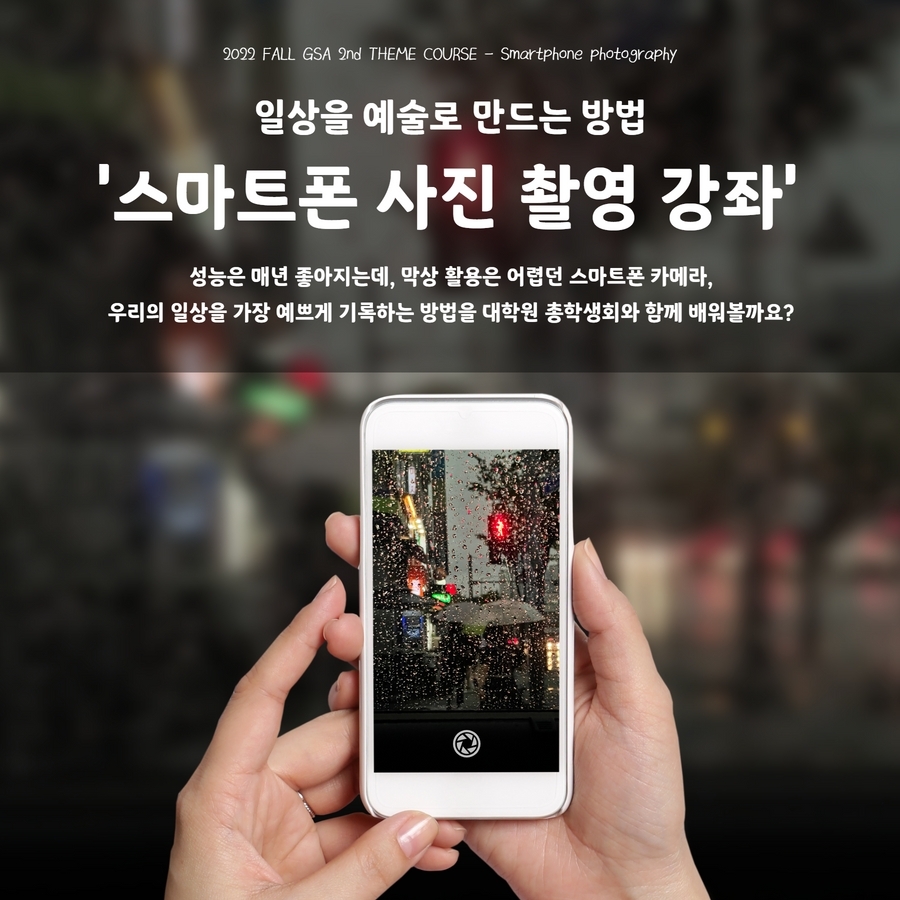 2022 FALL GSA 2nd THEME COURSE - Smartphone photography
일상을 예술로 만드는 방법
'스마트폰 사진 촬영 강좌'
성능은 매년 좋아지는데, 막상 활용은 어렵던 스마트폰 카메라,
우리의 일상을 가장 예쁘게 기록하는 방법을 대학원 총학생회와 함께 배워볼까요?